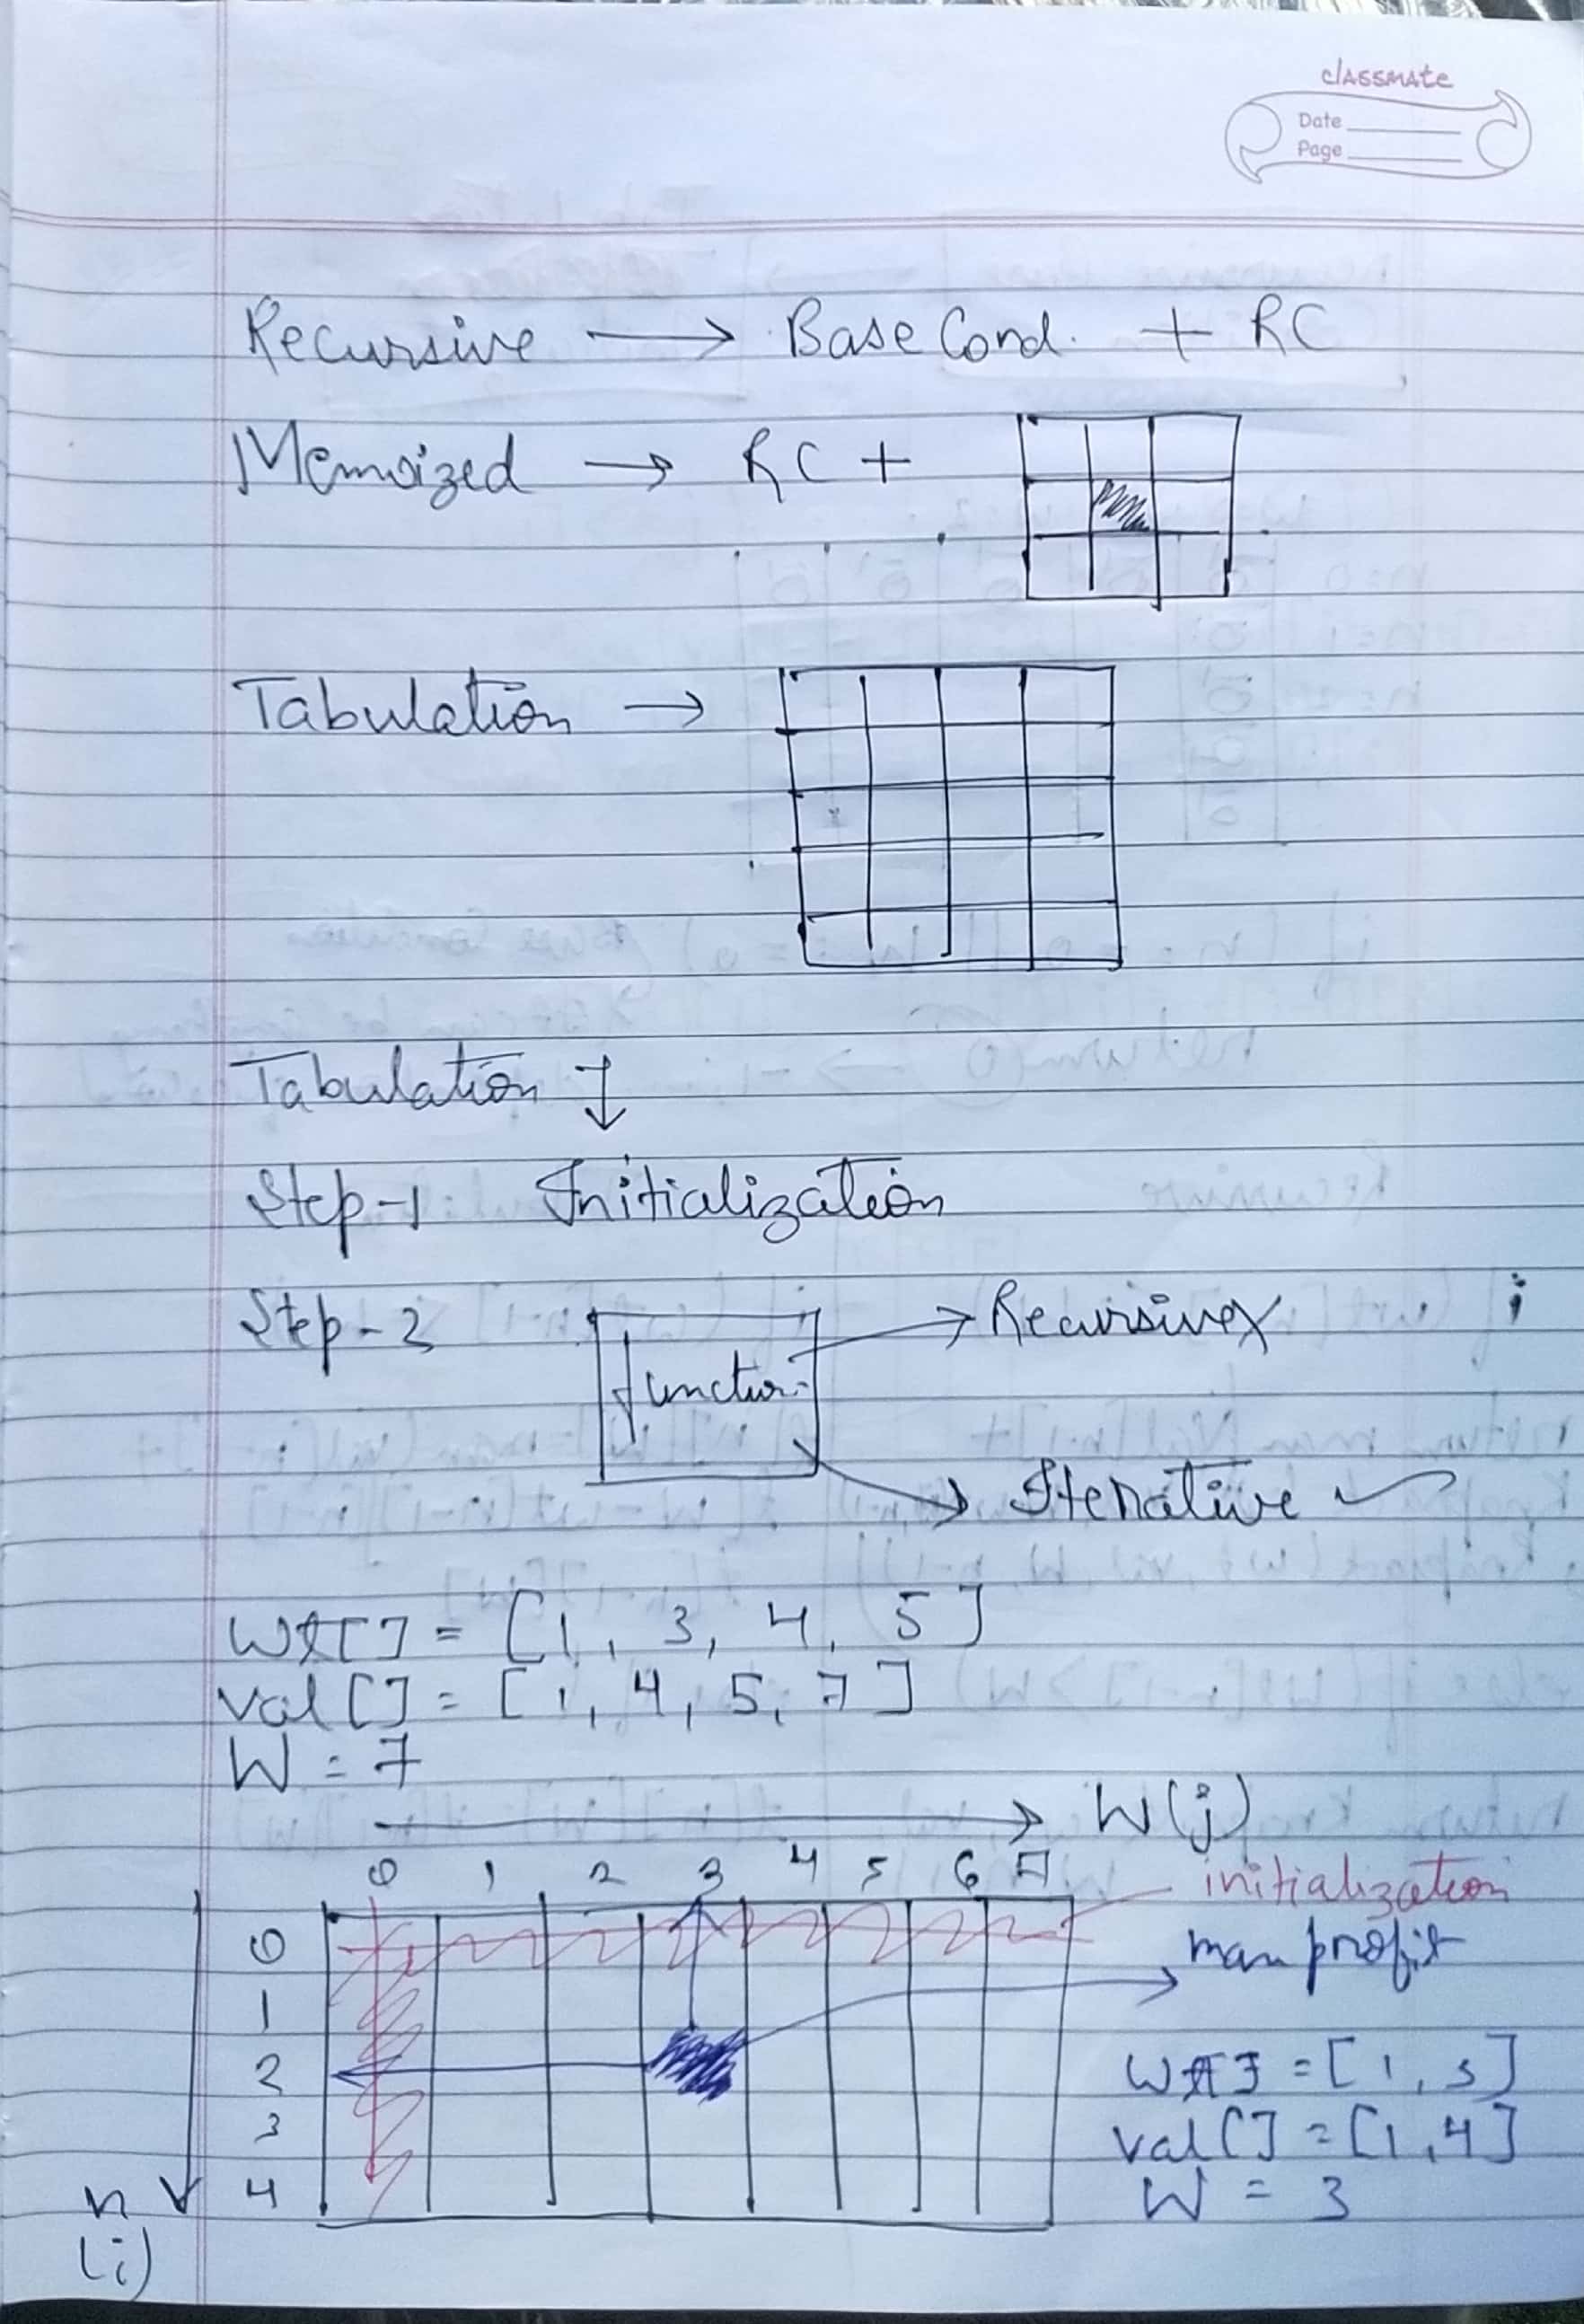 classmate
Date
Page
Recursive → Base Cond. + RC
Memoized → RC +
Tabulation →
Tabulation ↓
Step-1 Initialization
Step-2 function → Recursive x
→ Iterative ✓
Wt[] = [1, 3, 4, 5]
Val[] = [1, 4, 5, 7]
W = 7
→ W(j)
0 1 2 3 4 5 6 7
initialization
0
max profit
1
2
Wt[] = [1, 3]
3
Val[] = [1, 4]
4
W = 3
n
(i)